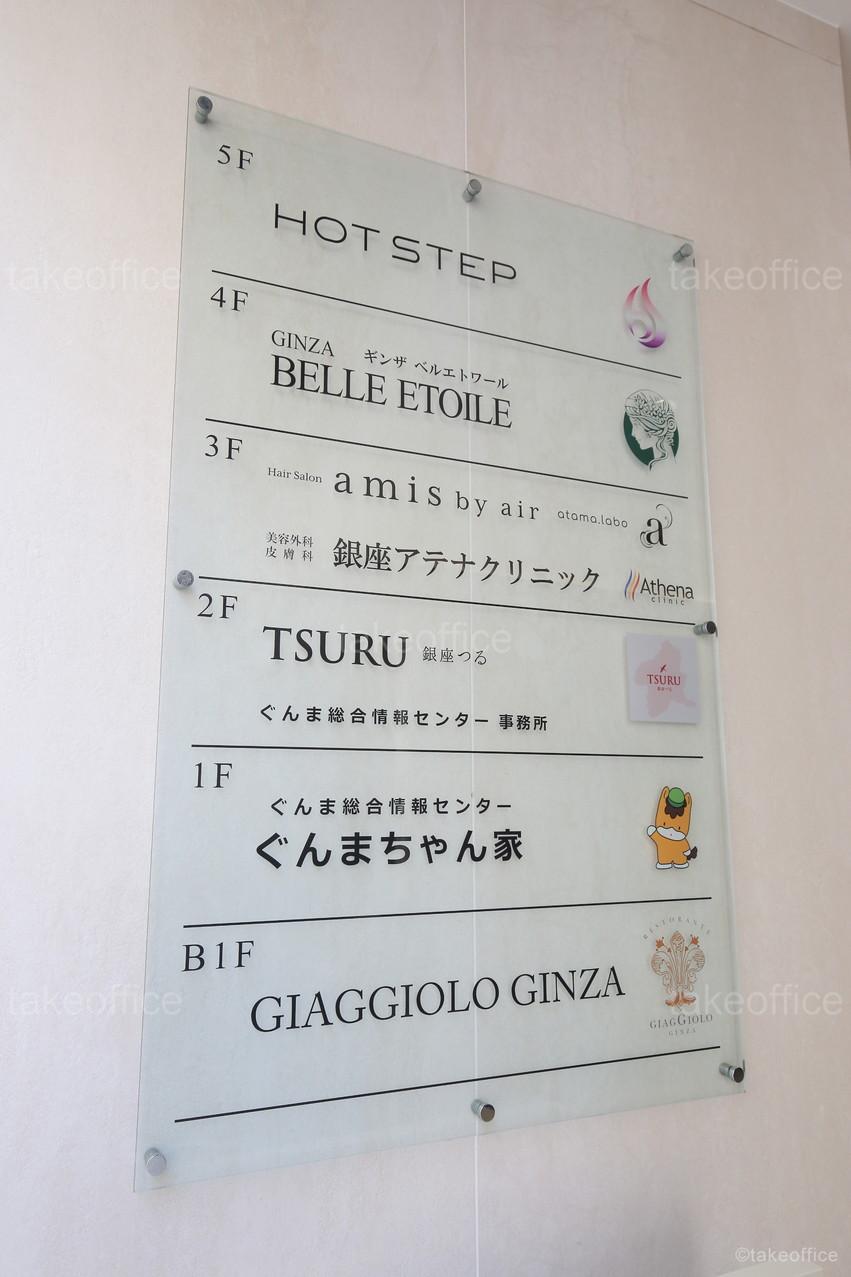 5F
HOT STEP
4F
GINZA ギンザ ベルエトワール
BELLE ETOILE
3F
Hair Salon amis by air atama.labo a
美容外科
皮膚科 銀座アテナクリニック Athena
clinic
2F
TSURU 銀座つる TSURU
ぐんま総合情報センター 事務所
1F
ぐんま総合情報センター
ぐんまちゃん家
B1F
RISTORANTE
GIAGGIOLO GINZA
GIAGGIOLO
GINZA
takeoffice takeoffice
takeoffice
takeoffice takeoffice
©takeoffice